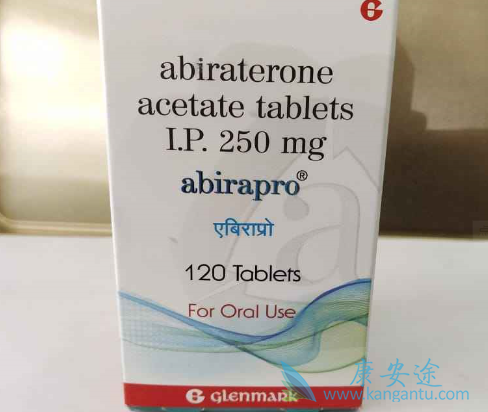 abiraterone
acetate tablets
I.P. 250 mg
abirapro®
एबिराप्रो
120 Tablets
For Oral Use
glenmark
康安途
www.kangantu.com